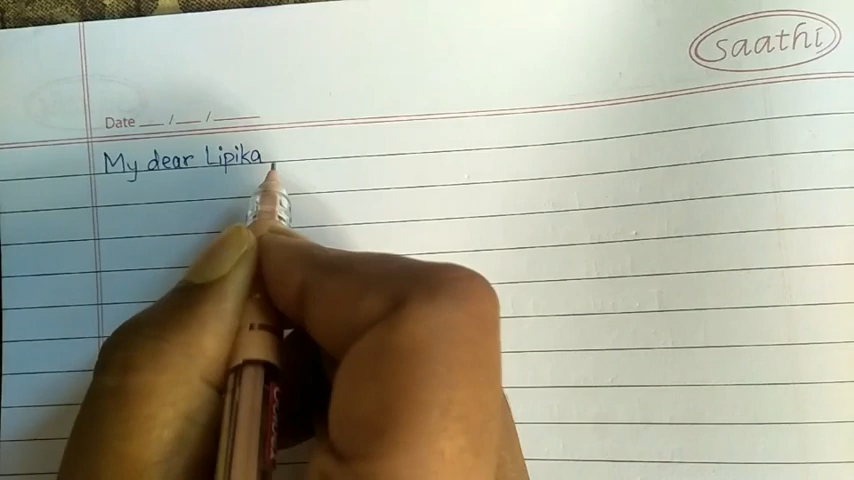 Saathi
Date __ / __ / ____
My dear Lipika